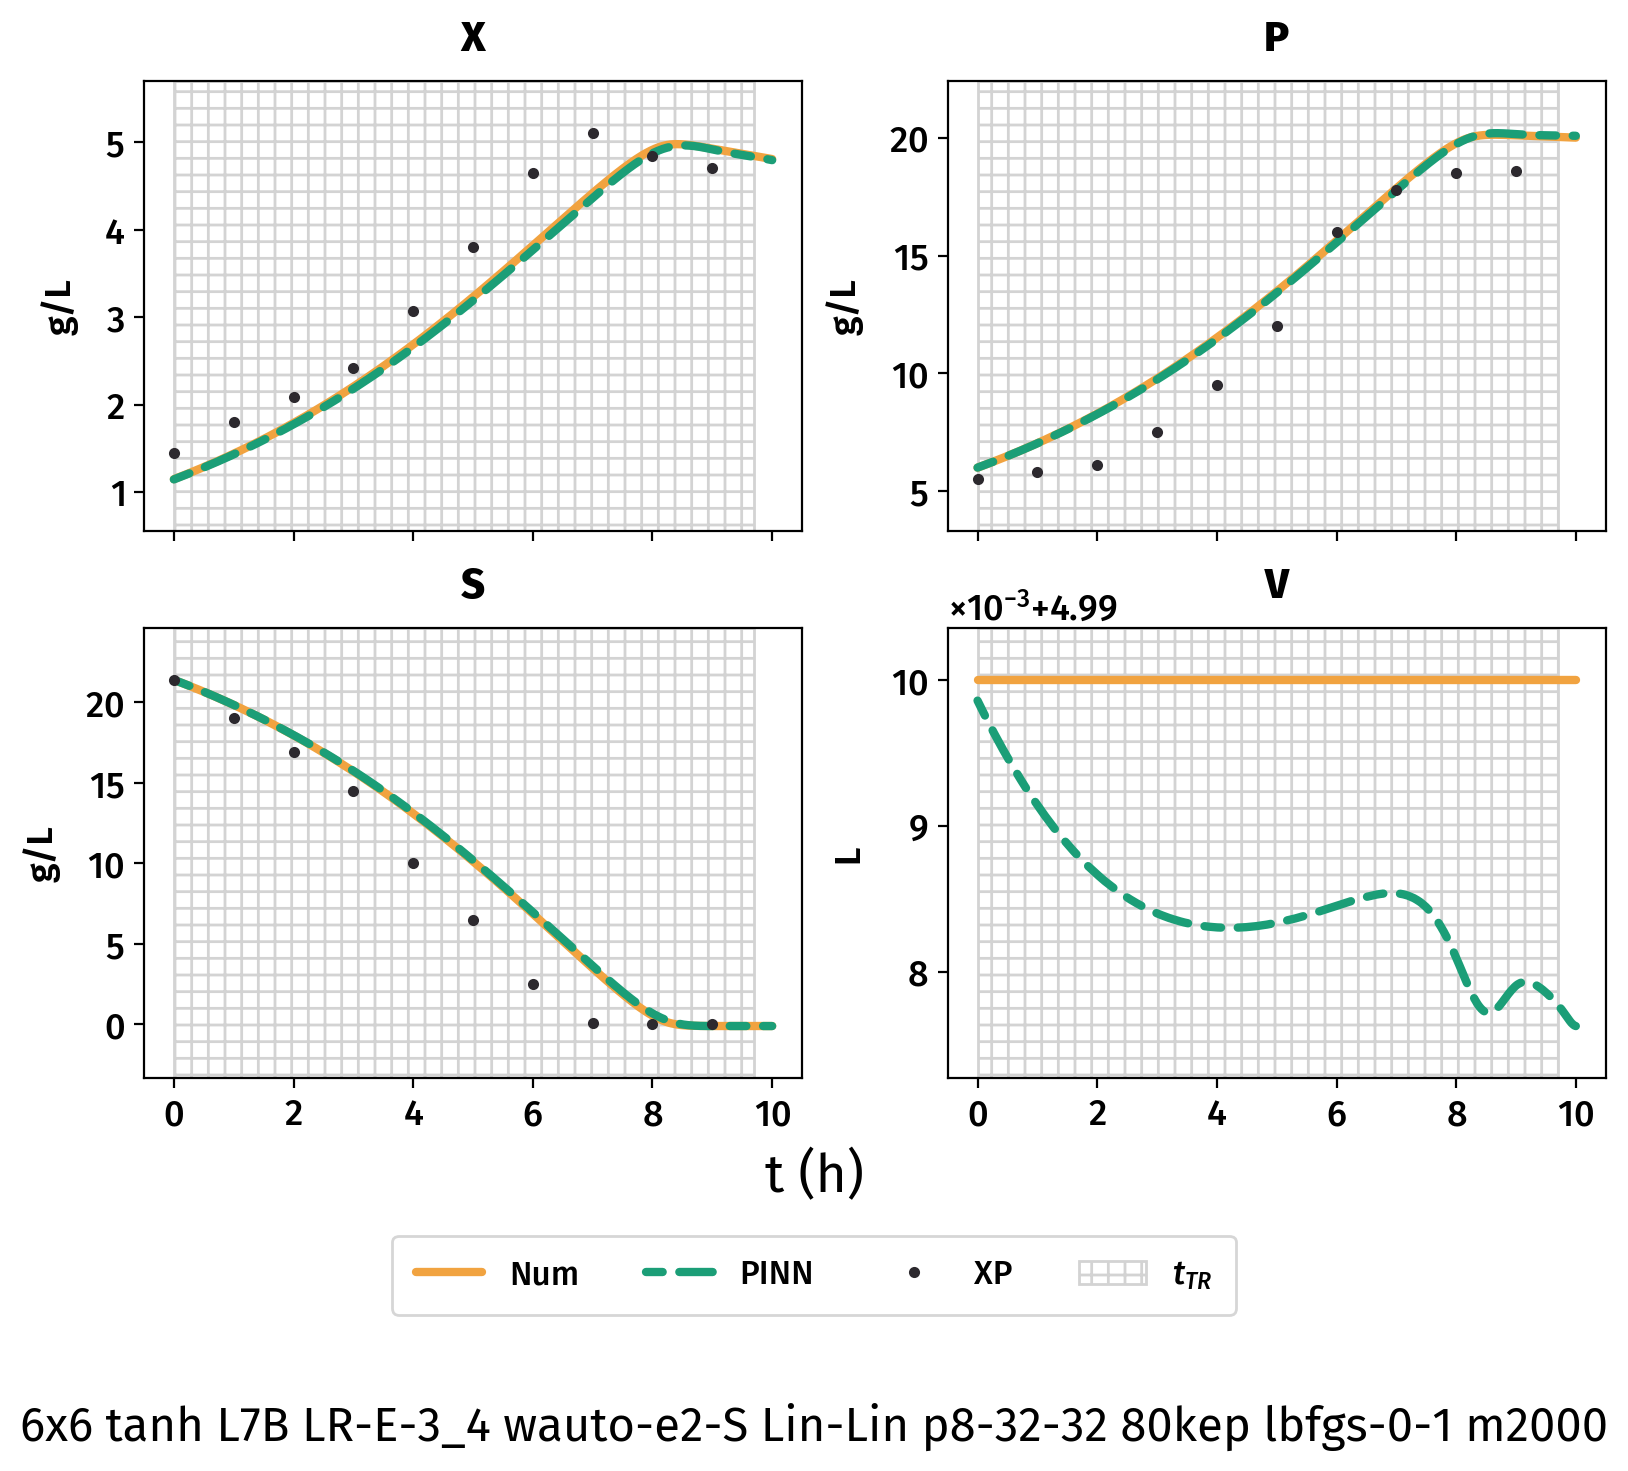 X
P
5
4
3
2
1
g/L
20
15
10
5
g/L
S
V
×10⁻³+4.99
20
15
10
5
0
g/L
10
9
8
L
0 2 4 6 8 10
0 2 4 6 8 10
t (h)
Num PINN XP t_TR
6x6 tanh L7B LR-E-3_4 wauto-e2-S Lin-Lin p8-32-32 80kep lbfgs-0-1 m2000